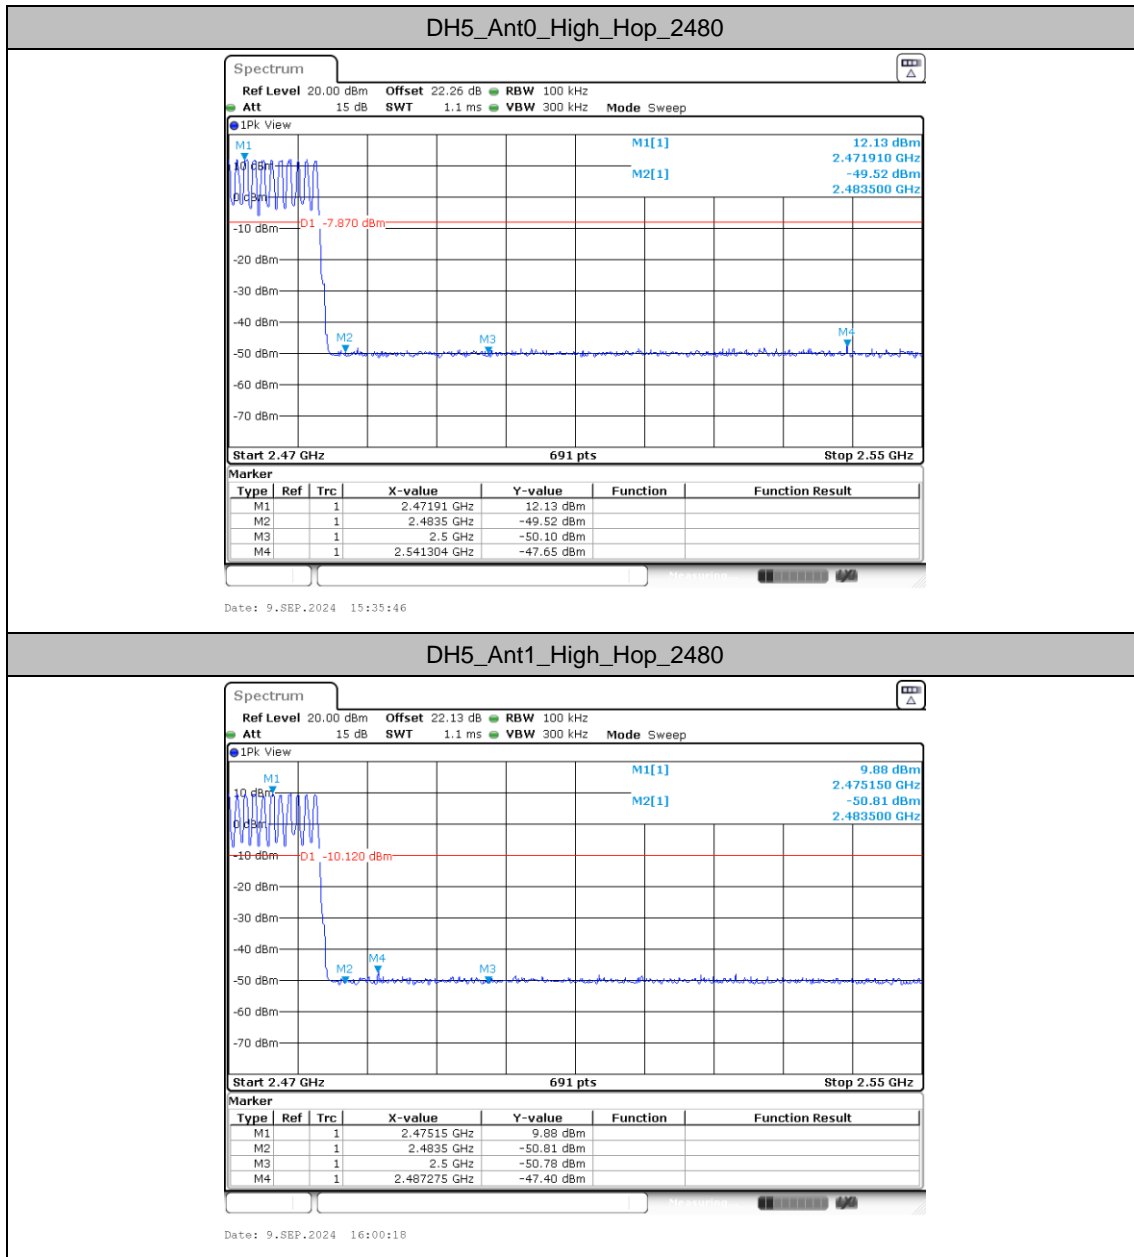 DH5_Ant0_High_Hop_2480
Spectrum
Ref Level 20.00 dBm Offset 22.26 dB RBW 100 kHz
Att 15 dB SWT 1.1 ms VBW 300 kHz Mode Sweep
1Pk View
M1[1] 12.13 dBm
2.471910 GHz
M2[1] -49.52 dBm
2.483500 GHz
M1
10 dBm
0 dBm
D1 -7.870 dBm
-10 dBm
-20 dBm
-30 dBm
-40 dBm
M2 M3 M4
-50 dBm
-60 dBm
-70 dBm
Start 2.47 GHz 691 pts Stop 2.55 GHz
Marker
Type Ref Trc X-value Y-value Function Function Result
M1 1 2.47191 GHz 12.13 dBm
M2 1 2.4835 GHz -49.52 dBm
M3 1 2.5 GHz -50.10 dBm
M4 1 2.541304 GHz -47.65 dBm
Measuring...
Date: 9.SEP.2024 15:35:46
DH5_Ant1_High_Hop_2480
Spectrum
Ref Level 20.00 dBm Offset 22.13 dB RBW 100 kHz
Att 15 dB SWT 1.1 ms VBW 300 kHz Mode Sweep
1Pk View
M1[1] 9.88 dBm
2.475150 GHz
M2[1] -50.81 dBm
2.483500 GHz
M1
10 dBm
0 dBm
-10 dBm D1 -10.120 dBm
-20 dBm
-30 dBm
-40 dBm
M2 M4 M3
-50 dBm
-60 dBm
-70 dBm
Start 2.47 GHz 691 pts Stop 2.55 GHz
Marker
Type Ref Trc X-value Y-value Function Function Result
M1 1 2.47515 GHz 9.88 dBm
M2 1 2.4835 GHz -50.81 dBm
M3 1 2.5 GHz -50.78 dBm
M4 1 2.487275 GHz -47.40 dBm
Measuring...
Date: 9.SEP.2024 16:00:18